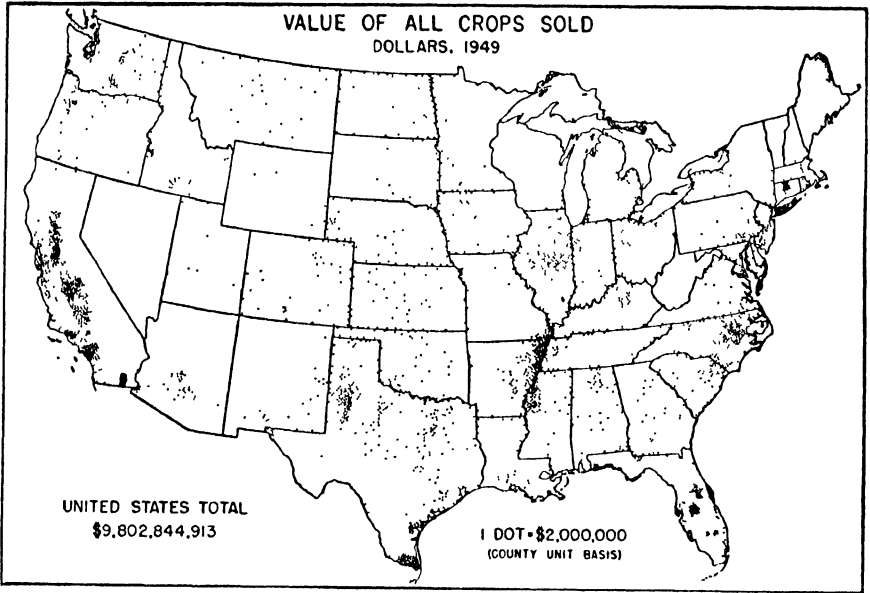 VALUE OF ALL CROPS SOLD
DOLLARS, 1949
UNITED STATES TOTAL
$9,802,844,913
1 DOT=$2,000,000
(COUNTY UNIT BASIS)